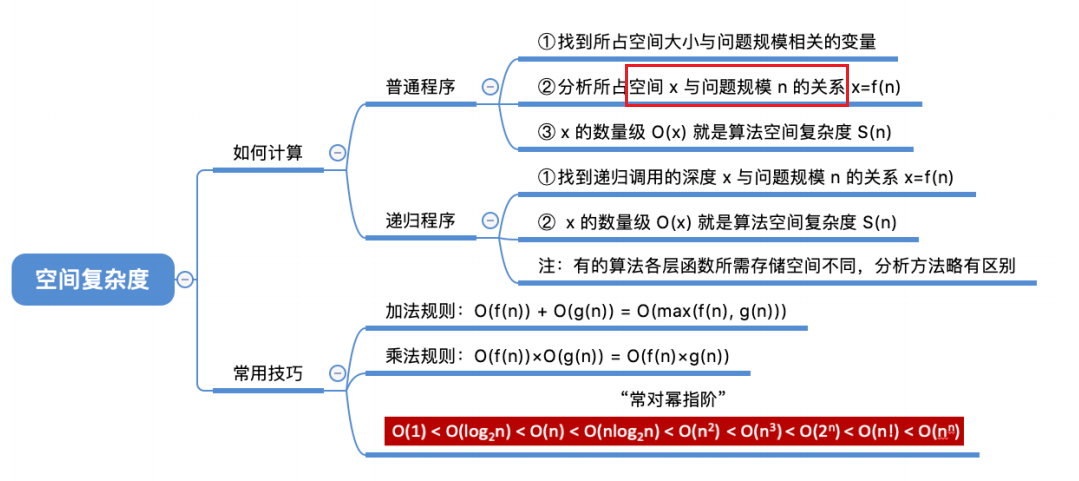 空间复杂度
如何计算
普通程序
①找到所占空间大小与问题规模相关的变量
②分析所占空间 x 与问题规模 n 的关系 x=f(n)
③ x 的数量级 O(x) 就是算法空间复杂度 S(n)
递归程序
①找到递归调用的深度 x 与问题规模 n 的关系 x=f(n)
② x 的数量级 O(x) 就是算法空间复杂度 S(n)
注：有的算法各层函数所需存储空间不同，分析方法略有区别
常用技巧
加法规则：O(f(n)) + O(g(n)) = O(max(f(n), g(n)))
乘法规则：O(f(n))×O(g(n)) = O(f(n)×g(n))
“常对幂指阶”
O(1) < O(log₂n) < O(n) < O(nlog₂n) < O(n²) < O(n³) < O(2ⁿ) < O(n!) < O(nⁿ)